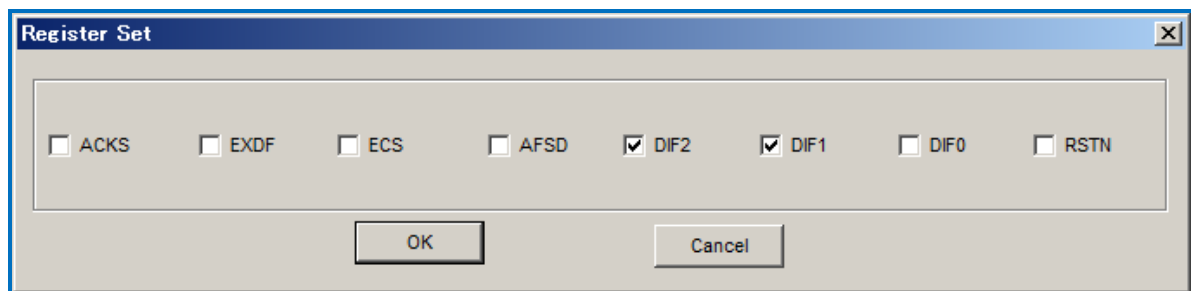 Register Set
ACKS EXDF ECS AFSD DIF2 DIF1 DIF0 RSTN
OK Cancel